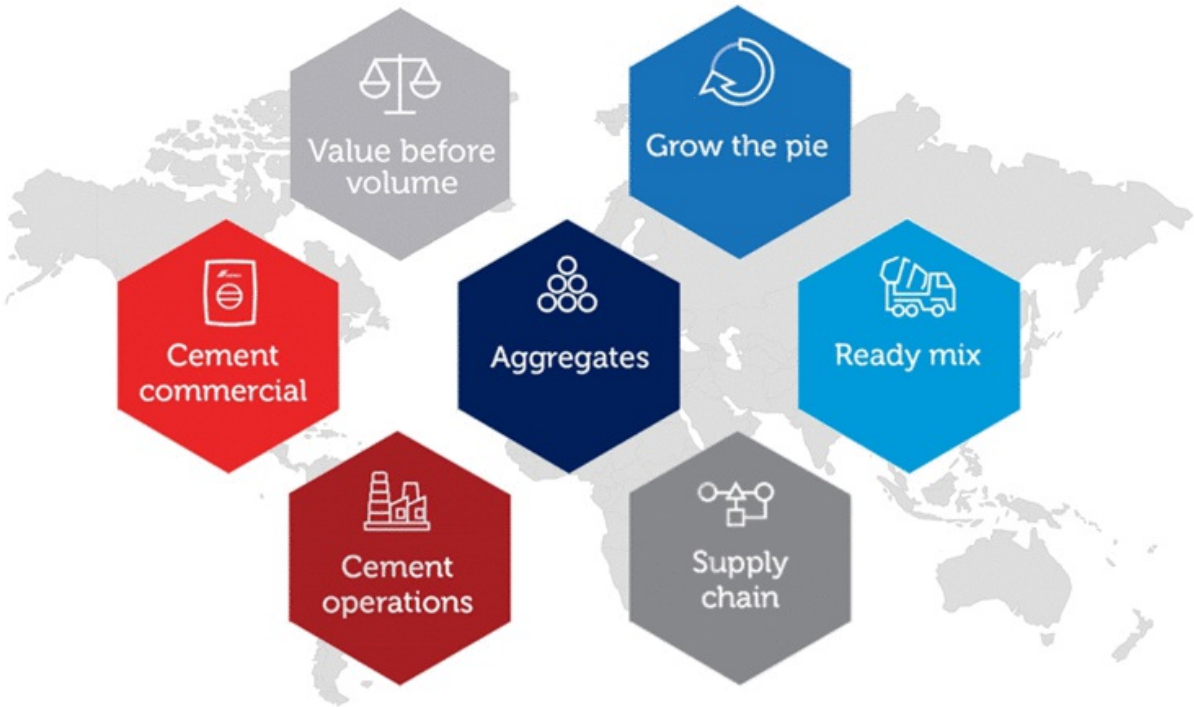 Value before
volume
Grow the pie
Cement
commercial
Aggregates
Ready mix
Cement
operations
Supply
chain